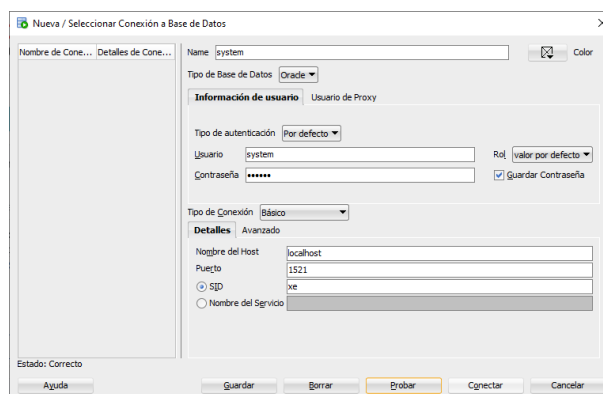 Nueva / Seleccionar Conexión a Base de Datos
Nombre de Cone... Detalles de Cone...
Name system Color
Tipo de Base de Datos Oracle
Información de usuario Usuario de Proxy
Tipo de autenticación Por defecto
Usuario system Rol valor por defecto
Contraseña •••••• Guardar Contraseña
Tipo de Conexión Básico
Detalles Avanzado
Nombre del Host localhost
Puerto 1521
SID xe
Nombre del Servicio
Estado: Correcto
Ayuda Guardar Borrar Probar Conectar Cancelar